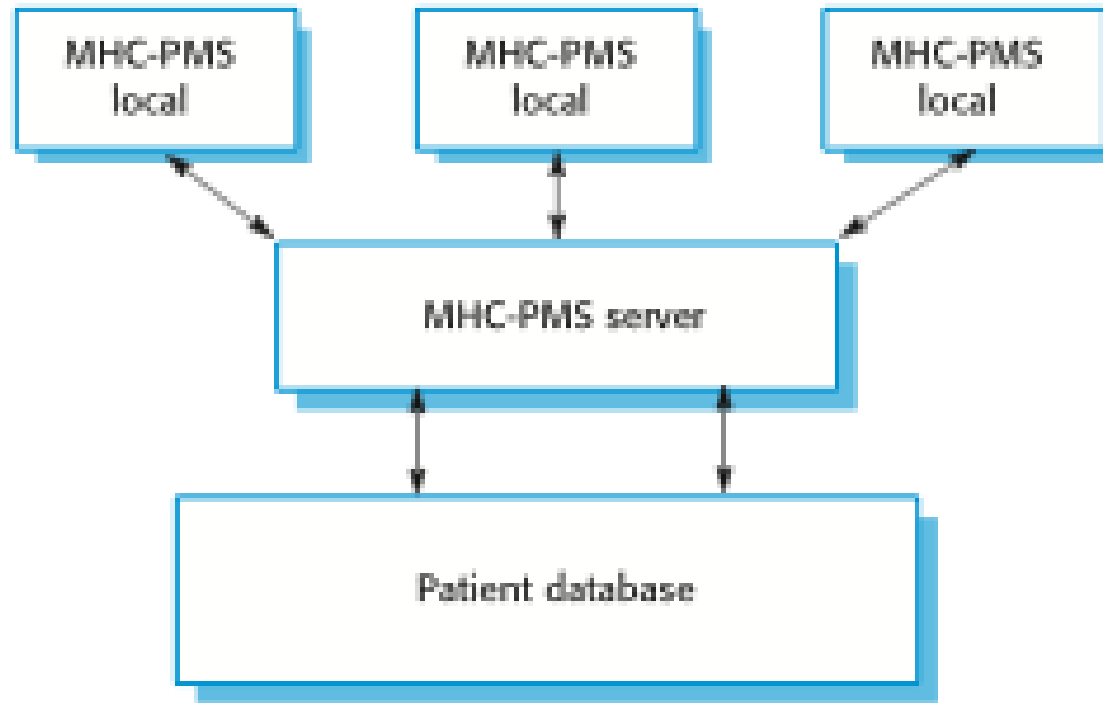 MHC-PMS
local
MHC-PMS
local
MHC-PMS
local
MHC-PMS server
Patient database